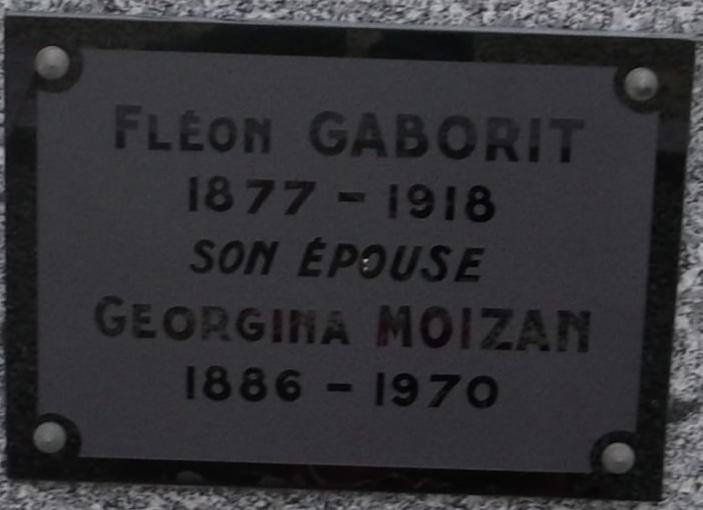 FLÉON GABORIT
1877 - 1918
SON ÉPOUSE
GEORGINA MOIZAN
1886 - 1970